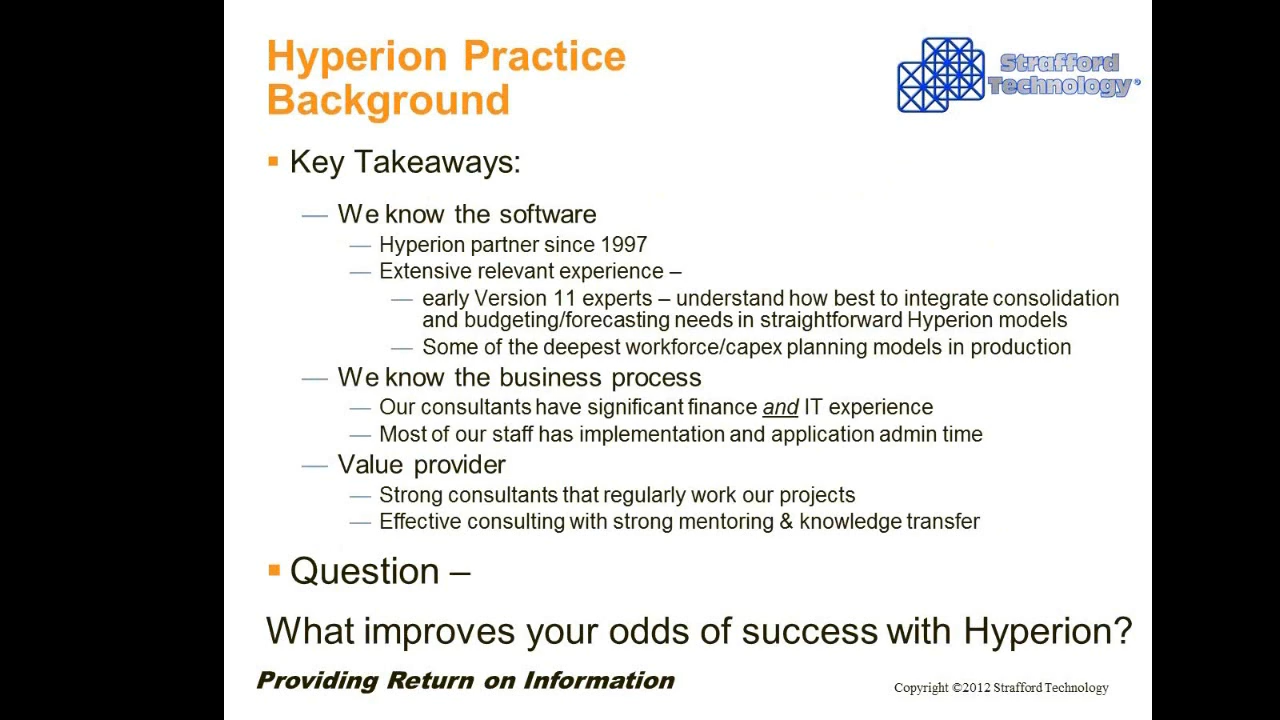 Hyperion Practice
Background
Strafford
Technology®
▪ Key Takeaways:
— We know the software
— Hyperion partner since 1997
— Extensive relevant experience –
— early Version 11 experts – understand how best to integrate consolidation
and budgeting/forecasting needs in straightforward Hyperion models
— Some of the deepest workforce/capex planning models in production
— We know the business process
— Our consultants have significant finance and IT experience
— Most of our staff has implementation and application admin time
— Value provider
— Strong consultants that regularly work our projects
— Effective consulting with strong mentoring & knowledge transfer
▪ Question –
What improves your odds of success with Hyperion?
Providing Return on Information
Copyright ©2012 Strafford Technology